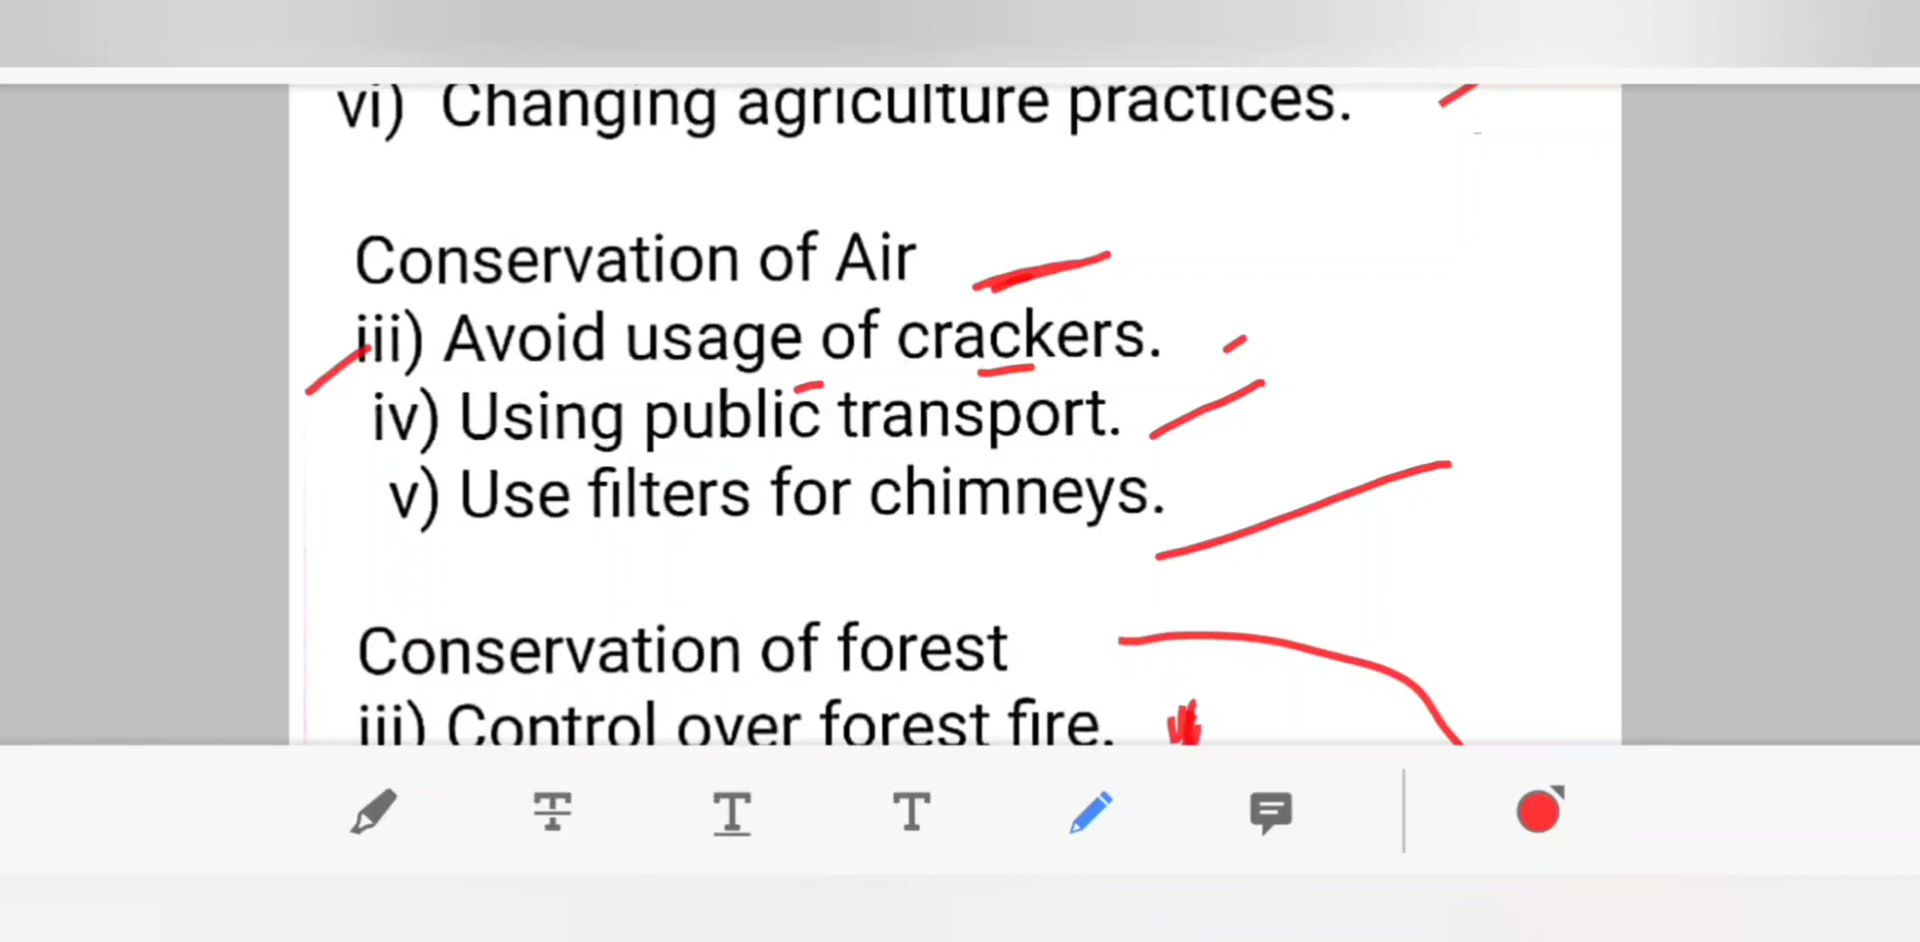 vi) Changing agriculture practices.
Conservation of Air
iii) Avoid usage of crackers.
iv) Using public transport.
v) Use filters for chimneys.
Conservation of forest
iii) Control over forest fire.